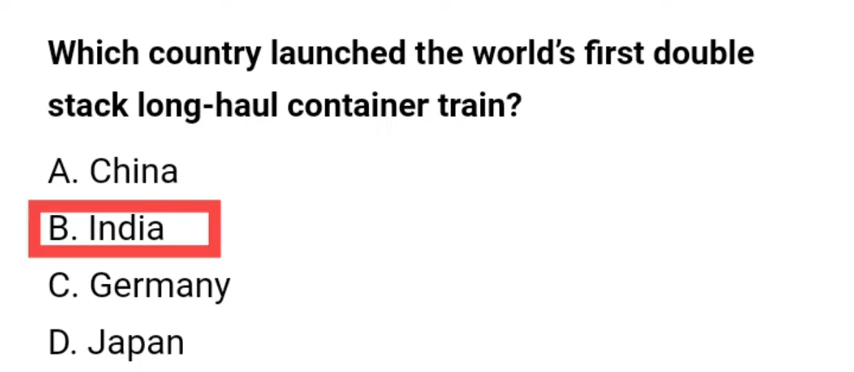 Which country launched the world’s first double
stack long-haul container train?
A. China
B. India
C. Germany
D. Japan